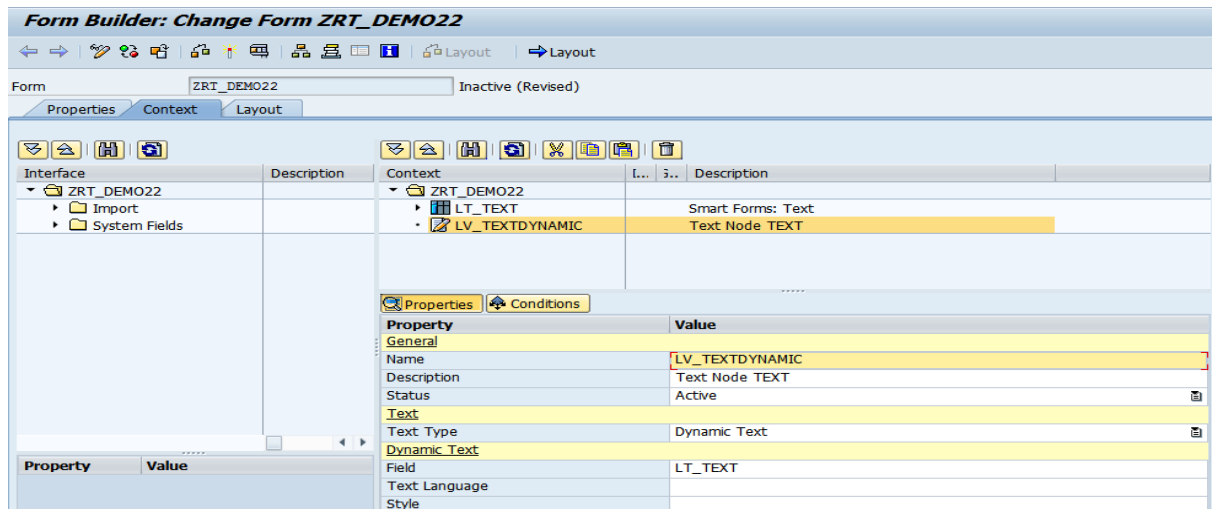 Form Builder: Change Form ZRT_DEMO22
Layout Layout
Form ZRT_DEMO22 Inactive (Revised)
Properties Context Layout
Interface Description
ZRT_DEMO22
Import
System Fields
Context Description
ZRT_DEMO22
LT_TEXT Smart Forms: Text
LV_TEXTDYNAMIC Text Node TEXT
Properties Conditions
Property Value
General
Name LV_TEXTDYNAMIC
Description Text Node TEXT
Status Active
Text
Text Type Dynamic Text
Dynamic Text
Field LT_TEXT
Text Language
Style
Property Value